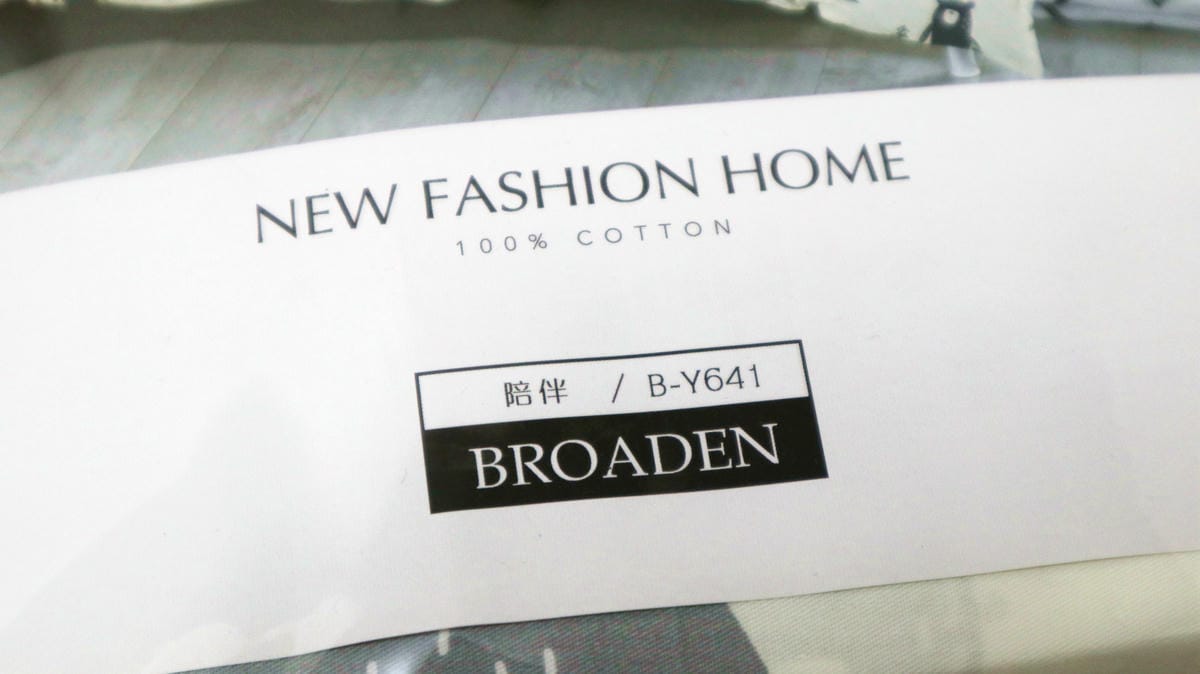 NEW FASHION HOME
100% COTTON
陪伴 / B-Y641
BROADEN